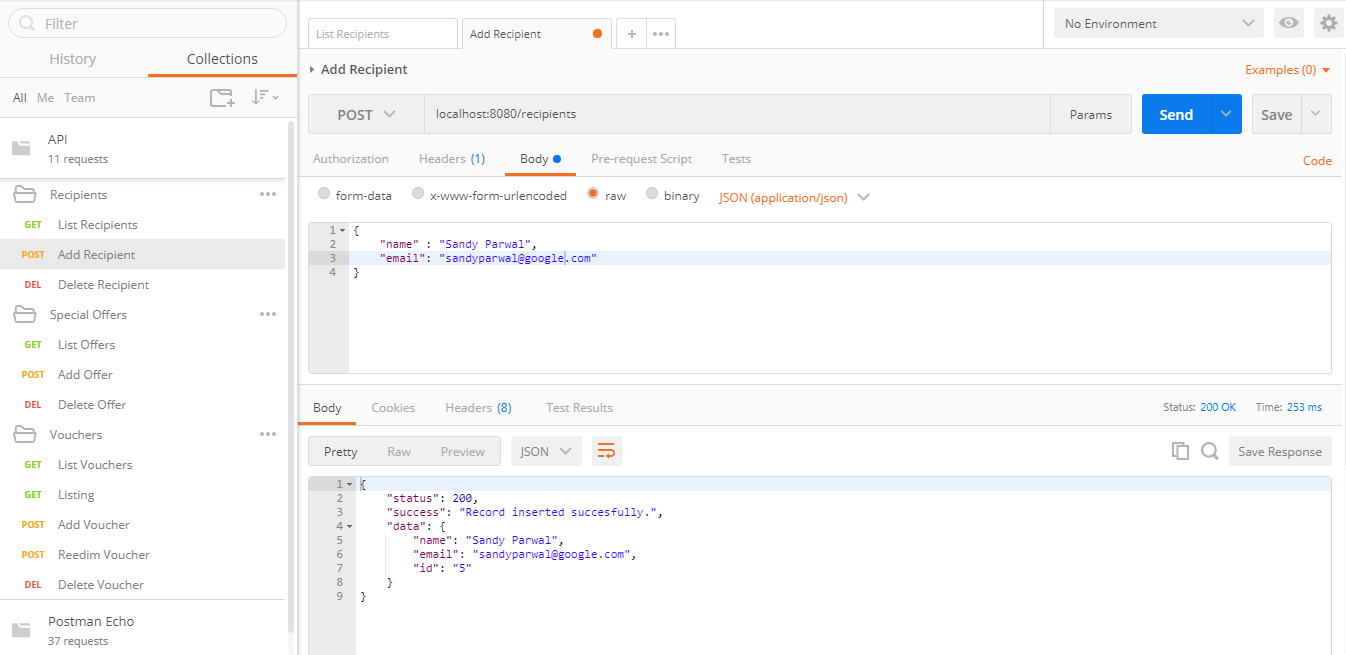 Filter
History Collections
All Me Team
API
11 requests
Recipients
GET List Recipients
POST Add Recipient
DEL Delete Recipient
Special Offers
GET List Offers
POST Add Offer
DEL Delete Offer
Vouchers
GET List Vouchers
GET Listing
POST Add Voucher
POST Reedim Voucher
DEL Delete Voucher
Postman Echo
37 requests
List Recipients Add Recipient + No Environment
Add Recipient Examples (0)
POST localhost:8080/recipients Params Send Save
Authorization Headers (1) Body Pre-request Script Tests Code
form-data x-www-form-urlencoded raw binary JSON (application/json)
1 {
2 "name" : "Sandy Parwal",
3 "email": "sandyparwal@google.com"
4 }
Body Cookies Headers (8) Test Results Status: 200 OK Time: 253 ms
Pretty Raw Preview JSON Save Response
1 {
2 "status": 200,
3 "success": "Record inserted succesfully.",
4 "data": {
5 "name": "Sandy Parwal",
6 "email": "sandyparwal@google.com",
7 "id": "5"
8 }
9 }